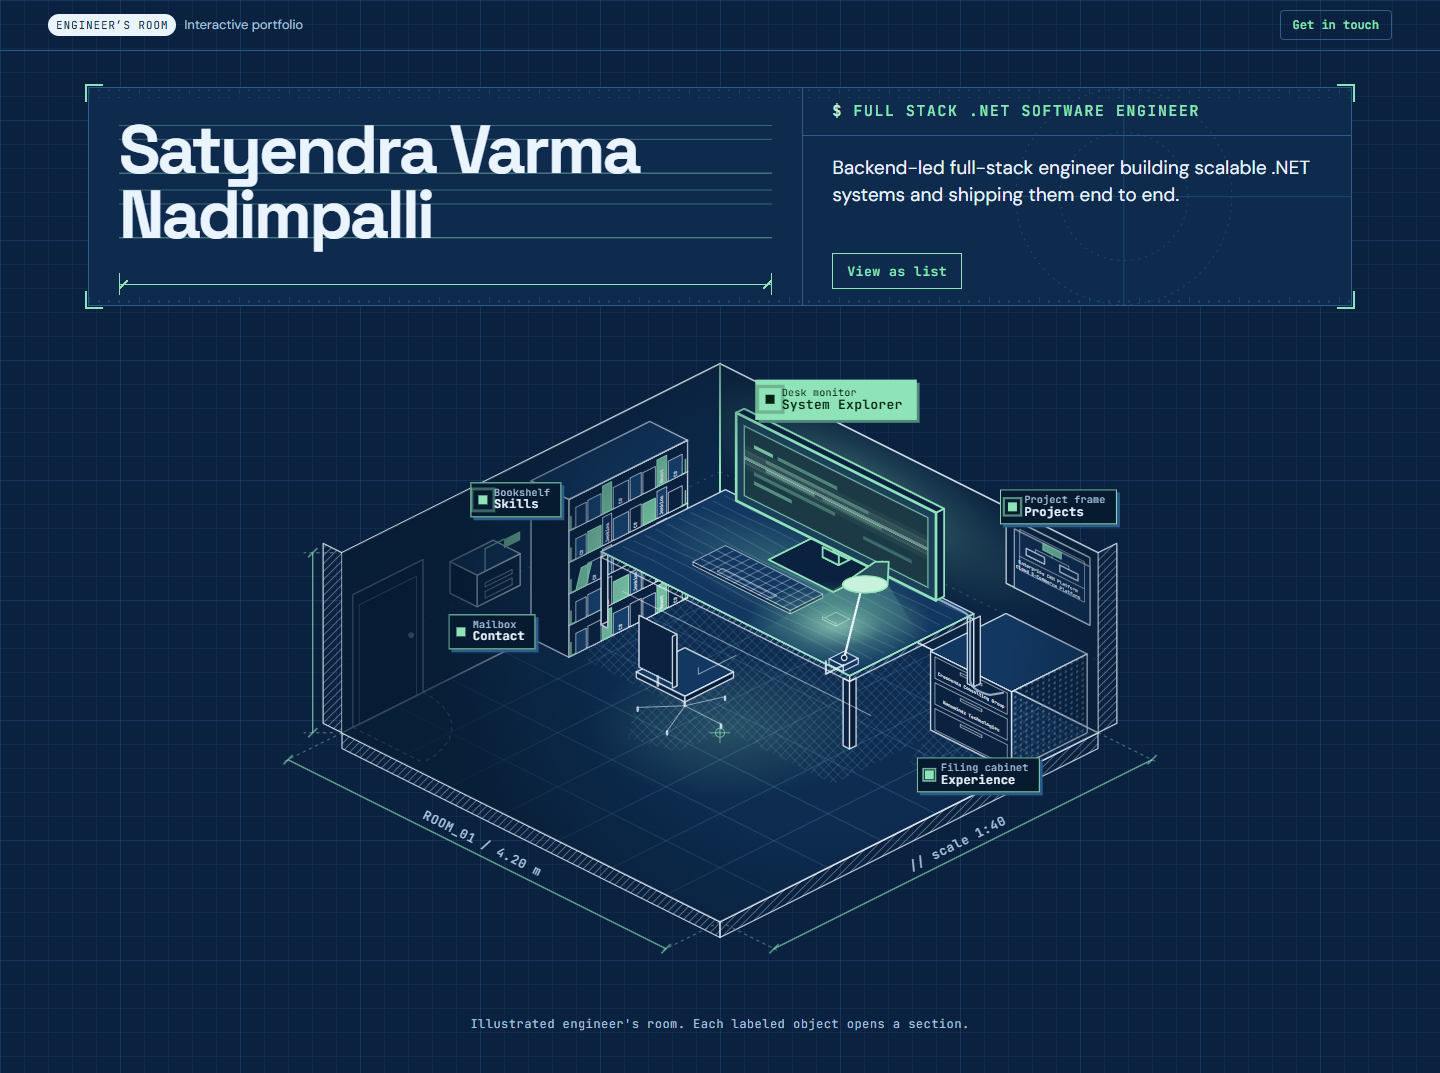 ENGINEER'S ROOM Interactive portfolio
Get in touch
Satyendra Varma
Nadimpalli
$ FULL STACK .NET SOFTWARE ENGINEER
Backend-led full-stack engineer building scalable .NET
systems and shipping them end to end.
View as list
Desk monitor
System Explorer
Bookshelf
Skills
Project frame
Projects
Mailbox
Contact
Filing cabinet
Experience
ROOM_01 / 4.20 m
// scale 1:40
Illustrated engineer's room. Each labeled object opens a section.